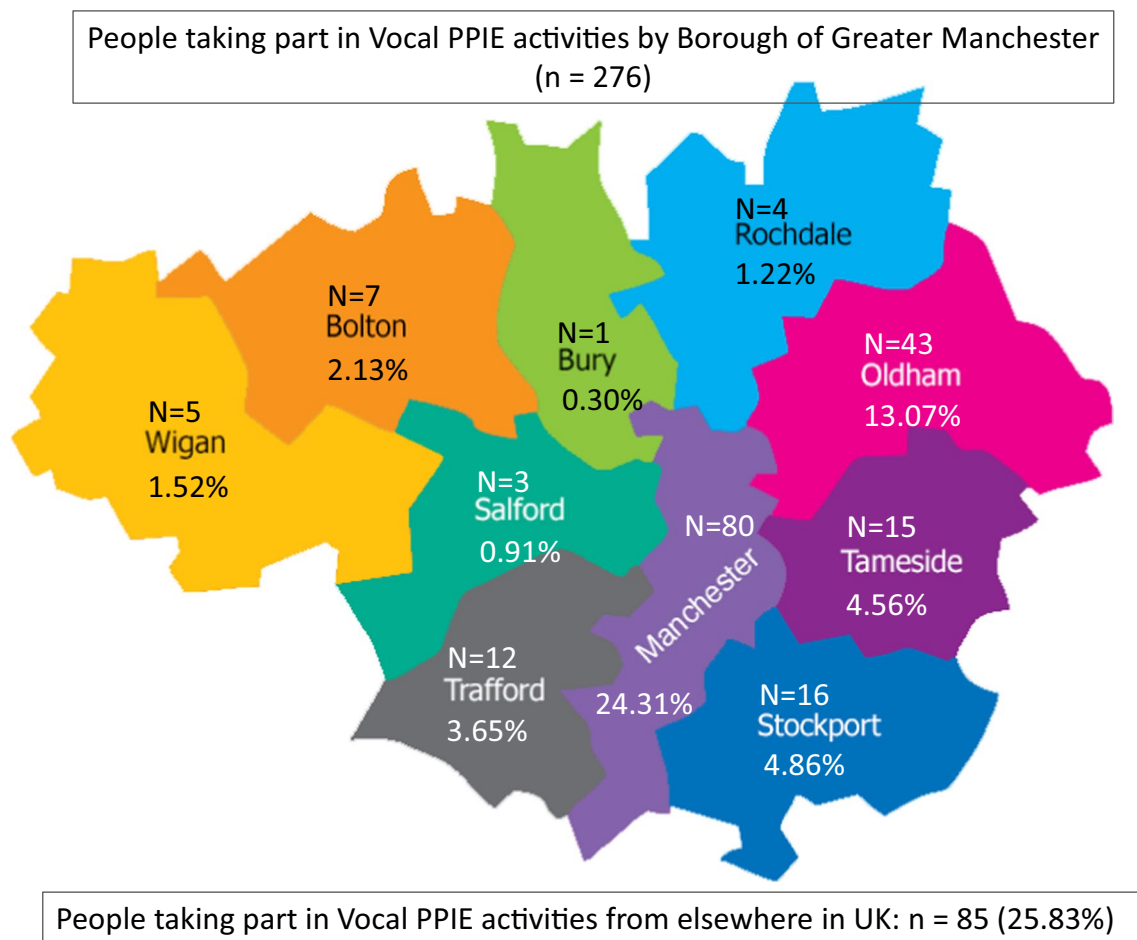 People taking part in Vocal PPIE activities by Borough of Greater Manchester
(n = 276)
N=4
Rochdale
1.22%
N=7
Bolton
2.13%
N=1
Bury
0.30%
N=43
Oldham
13.07%
N=5
Wigan
1.52%
N=3
Salford
0.91%
N=80
Manchester
24.31%
N=15
Tameside
4.56%
N=12
Trafford
3.65%
N=16
Stockport
4.86%
People taking part in Vocal PPIE activities from elsewhere in UK: n = 85 (25.83%)